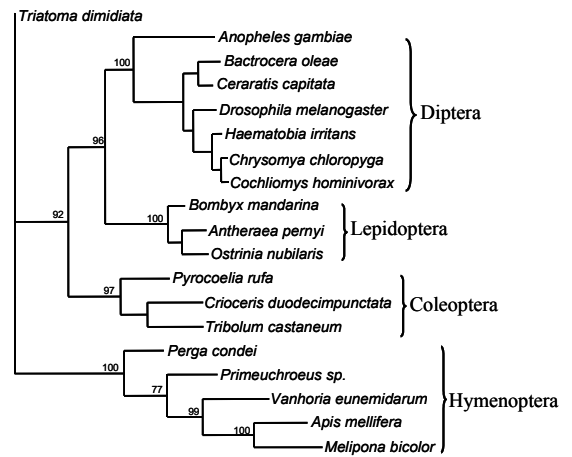 Triatoma dimidiata
Anopheles gambiae
100
Bactrocera oleae
Ceraratis capitata
Drosophila melanogaster
Diptera
Haematobia irritans
96
Chrysomya chloropyga
Cochliomys hominivorax
Bombyx mandarina
92
100
Antheraea pernyi
Lepidoptera
Ostrinia nubilaris
Pyrocoelia rufa
97
Crioceris duodecimpunctata
Coleoptera
Tribolum castaneum
Perga condei
100
Primeuchroeus sp.
77
Vanhoria eunemidarum
Hymenoptera
99
Apis mellifera
100
Melipona bicolor